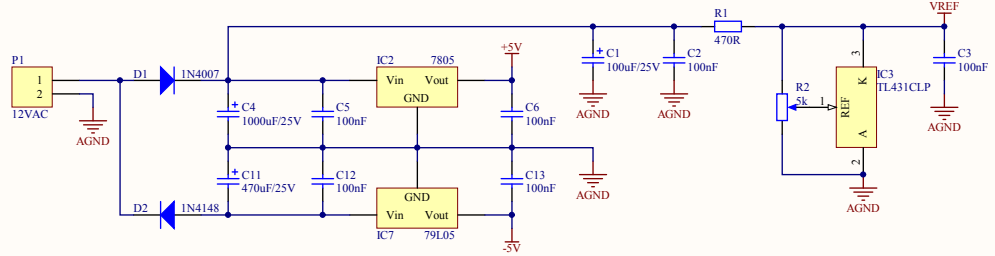 P1
1
2
12VAC
AGND
D1
1N4007
D2
1N4148
C4
1000uF/25V
C5
100nF
C11
470uF/25V
C12
100nF
IC2
7805
Vin
Vout
GND
GND
Vin
Vout
IC7
79L05
+5V
C6
100nF
C13
100nF
-5V
AGND
C1
100uF/25V
AGND
C2
100nF
AGND
R1
470R
R2
5k
1
REF
3
K
A
2
IC3
TL431CLP
AGND
VREF
C3
100nF
AGND